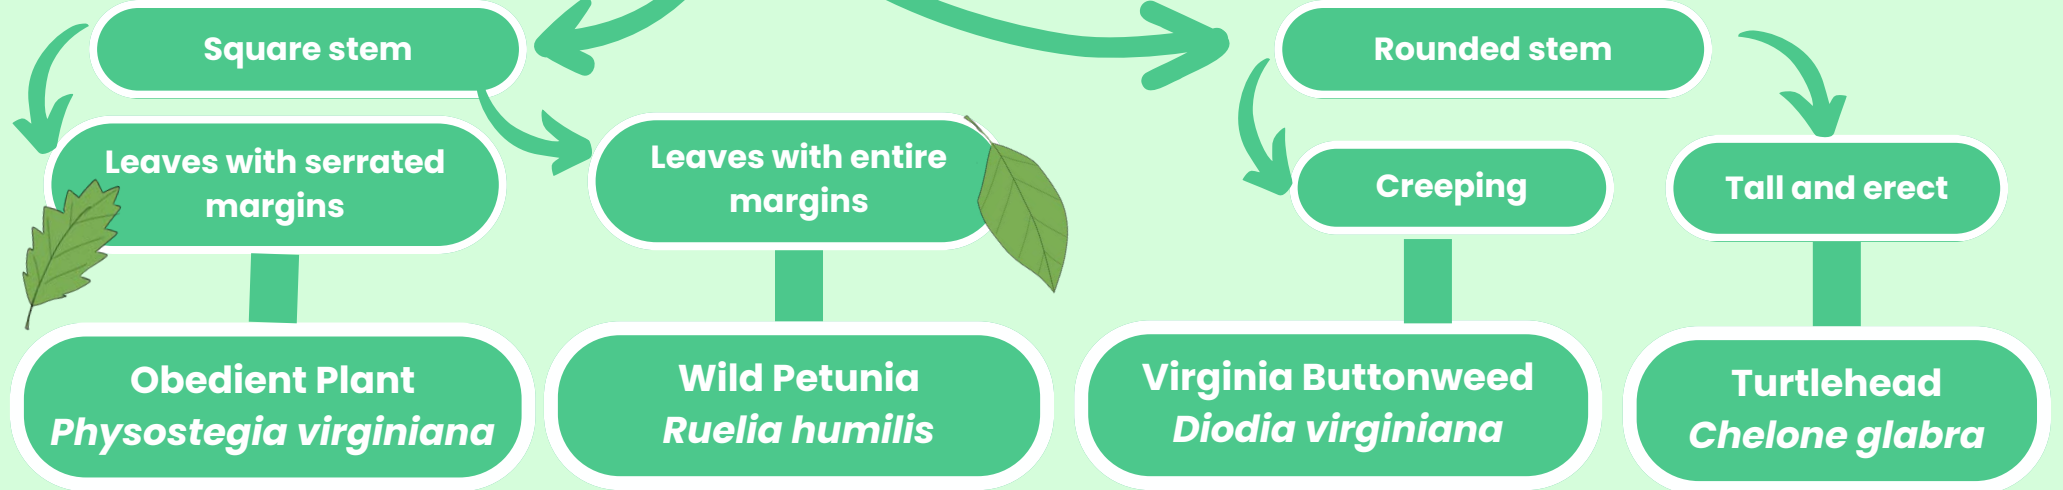 Square stem
Rounded stem
Leaves with serrated
margins
Leaves with entire
margins
Creeping
Tall and erect
Obedient Plant
Physostegia virginiana
Wild Petunia
Ruelia humilis
Virginia Buttonweed
Diodia virginiana
Turtlehead
Chelone glabra